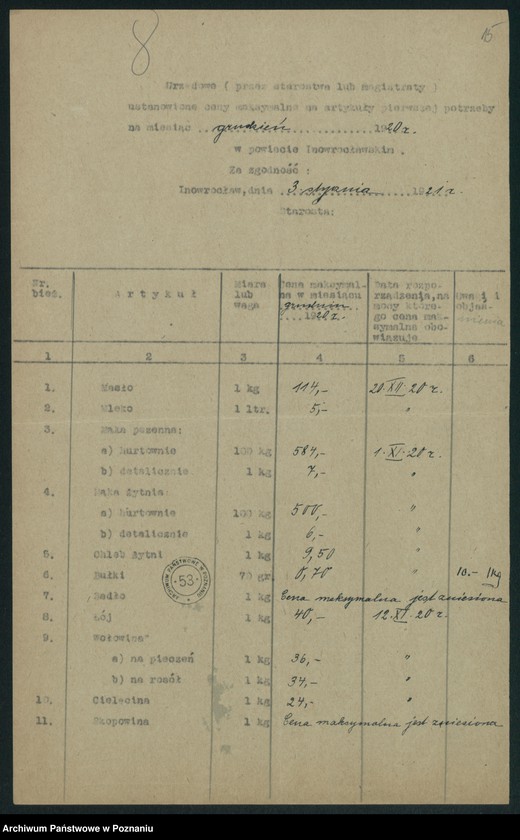 8
15
Urzędowe ( przez starostwa lub magistraty )
ustanowione ceny maksymalne na artykuły pierwszej potrzeby
na miesiąc ..grudzień................1920 r.
w powiecie Inowrocławskim .
Za zgodność :
Inowrocław,dnia ..3 stycznia......1921 r.
Starosta:
Nr. bież. Artykuł Miara lub waga Cena maksymalna w miesiącu grudniu 1920 r. Data rozporządzenia, na mocy którego cena maksymalna obowiązuje Uwagi i objaśnienia
1 2 3 4 5 6
1. Masło 1 kg 114,- 20.XII.20 r.
2. Mleko 1 ltr. 5,- "
3. Mąka pszenna:
a) hurtownie 100 kg 584,- 1.XI.20 r.
b) detalicznie 1 kg 7,- "
4. Mąka żytnia:
a) hurtownie 100 kg 500,- "
b) detalicznie 1 kg 6,- "
5. Chleb żytni 1 kg 9,50 "
6. Bułki 70 gr. 0,70 " 10.- 1kg
7. Sadło 1 kg Cena maksymalna jest zniesiona
8. Łój 1 kg 40,- 12.XI.20 r.
9. Wołowina"
a) na pieczeń 1 kg 36,- "
b) na rosół 1 kg 34,- "
10. Cielęcina 1 kg 24,- "
11. Skopowina 1 kg Cena maksymalna jest zniesiona
ARCHIWUM PAŃSTWOWE W POZNANIU
53
Archiwum Państwowe w Poznaniu